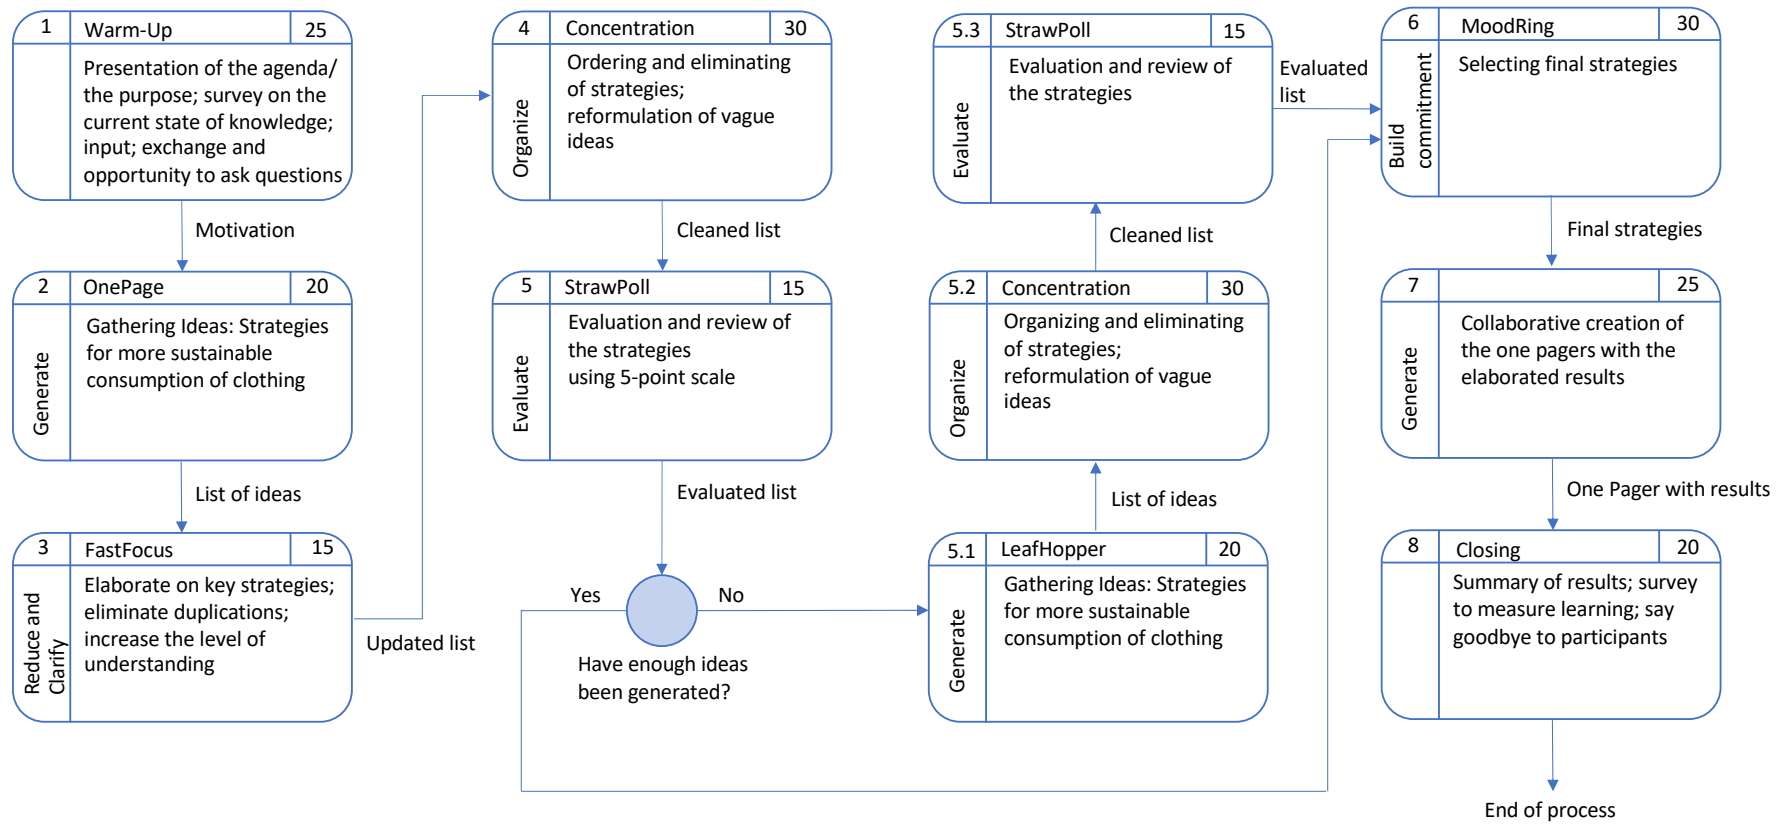 1 Warm-Up 25
Presentation of the agenda/
the purpose; survey on the
current state of knowledge;
input; exchange and
opportunity to ask questions
Motivation
2 OnePage 20
Generate
Gathering Ideas: Strategies
for more sustainable
consumption of clothing
List of ideas
3 FastFocus 15
Reduce and
Clarify
Elaborate on key strategies;
eliminate duplications;
increase the level of
understanding
Updated list
4 Concentration 30
Organize
Ordering and eliminating
of strategies;
reformulation of vague
ideas
Cleaned list
5 StrawPoll 15
Evaluate
Evaluation and review of
the strategies
using 5-point scale
Evaluated list
Yes
No
Have enough ideas
been generated?
5.1 LeafHopper 20
Generate
Gathering Ideas: Strategies
for more sustainable
consumption of clothing
List of ideas
5.2 Concentration 30
Organize
Organizing and eliminating
of strategies;
reformulation of vague
ideas
Cleaned list
5.3 StrawPoll 15
Evaluate
Evaluation and review of
the strategies
Evaluated
list
6 MoodRing 30
Build
commitment
Selecting final strategies
Final strategies
7 25
Generate
Collaborative creation of
the one pagers with the
elaborated results
One Pager with results
8 Closing 20
Summary of results; survey
to measure learning; say
goodbye to participants
End of process